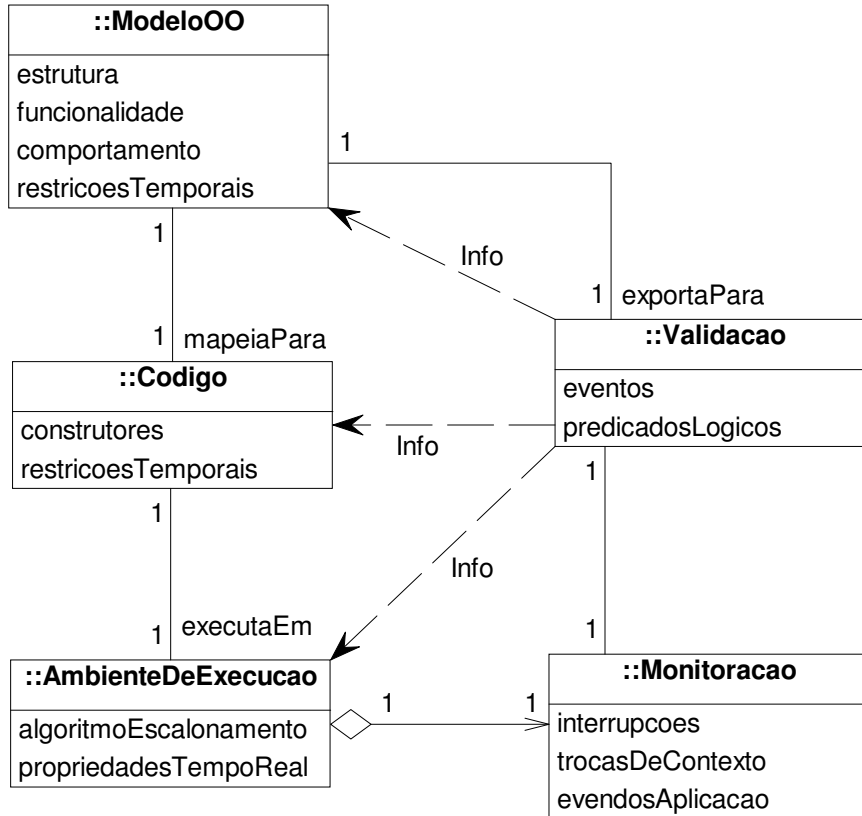 ::ModeloOO
estrutura
funcionalidade
comportamento
restricoesTemporais
1
1
Info
1
1
exportaPara
1
mapeiaPara
::Validacao
eventos
predicadosLogicos
::Codigo
construtores
restricoesTemporais
Info
1
1
Info
1
executaEm
1
::AmbienteDeExecucao
algoritmoEscalonamento
propriedadesTempoReal
1
1
::Monitoracao
interrupcoes
trocasDeContexto
evendosAplicacao